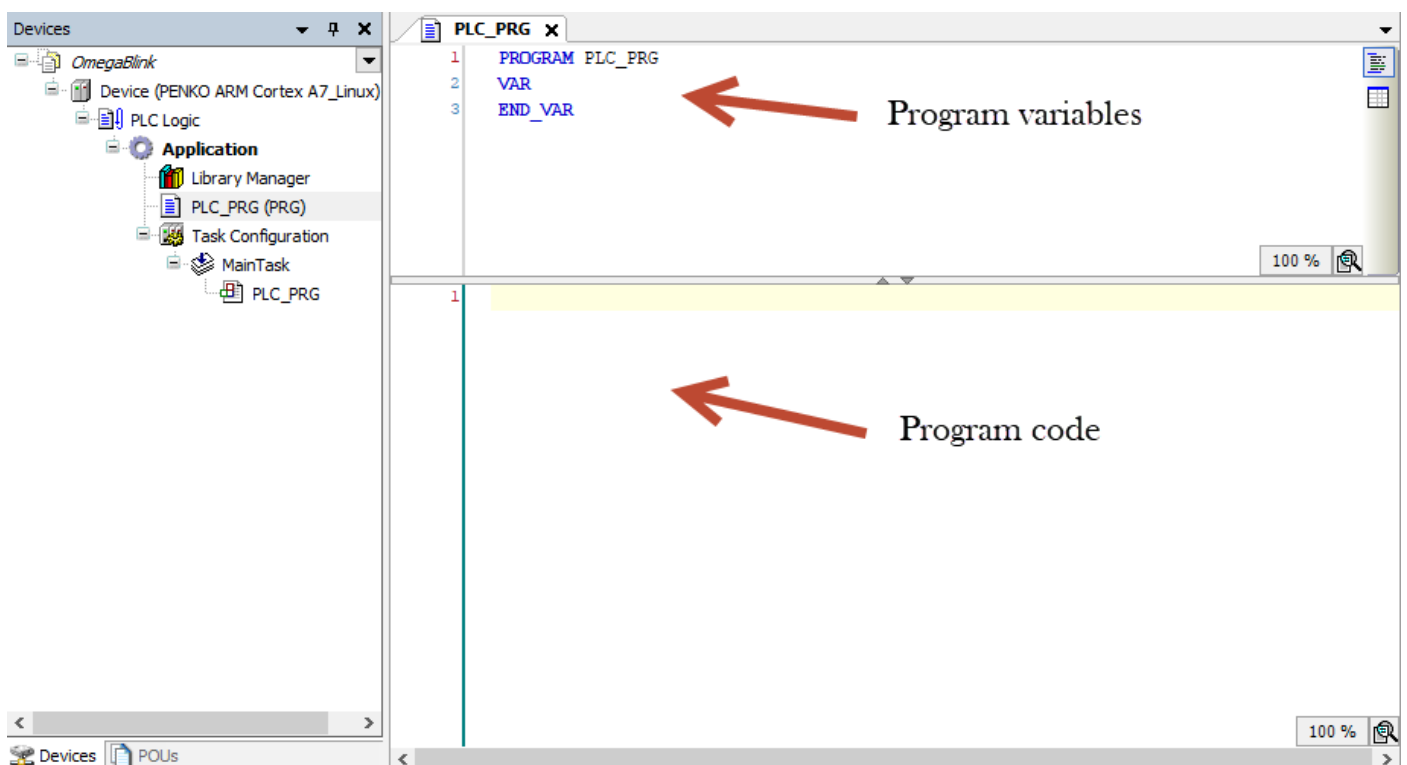 Devices
OmegaBlink
Device (PENKO ARM Cortex A7_Linux)
PLC Logic
Application
Library Manager
PLC_PRG (PRG)
Task Configuration
MainTask
PLC_PRG
Devices
POUs
PLC_PRG
1 PROGRAM PLC_PRG
2 VAR
3 END_VAR
Program variables
100 %
1
Program code
100 %